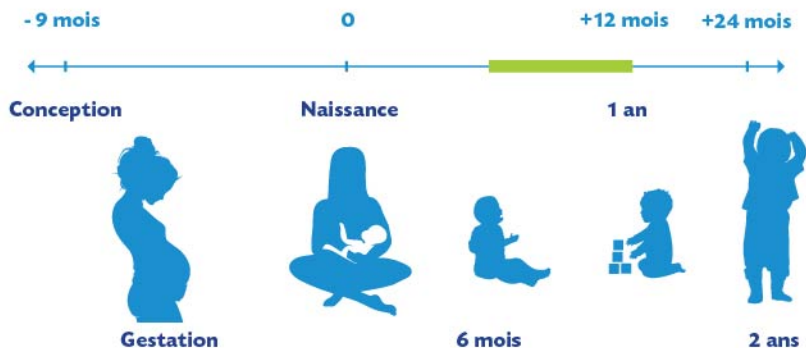 - 9 mois 0 +12 mois +24 mois
Conception Naissance 1 an
Gestation 6 mois 2 ans